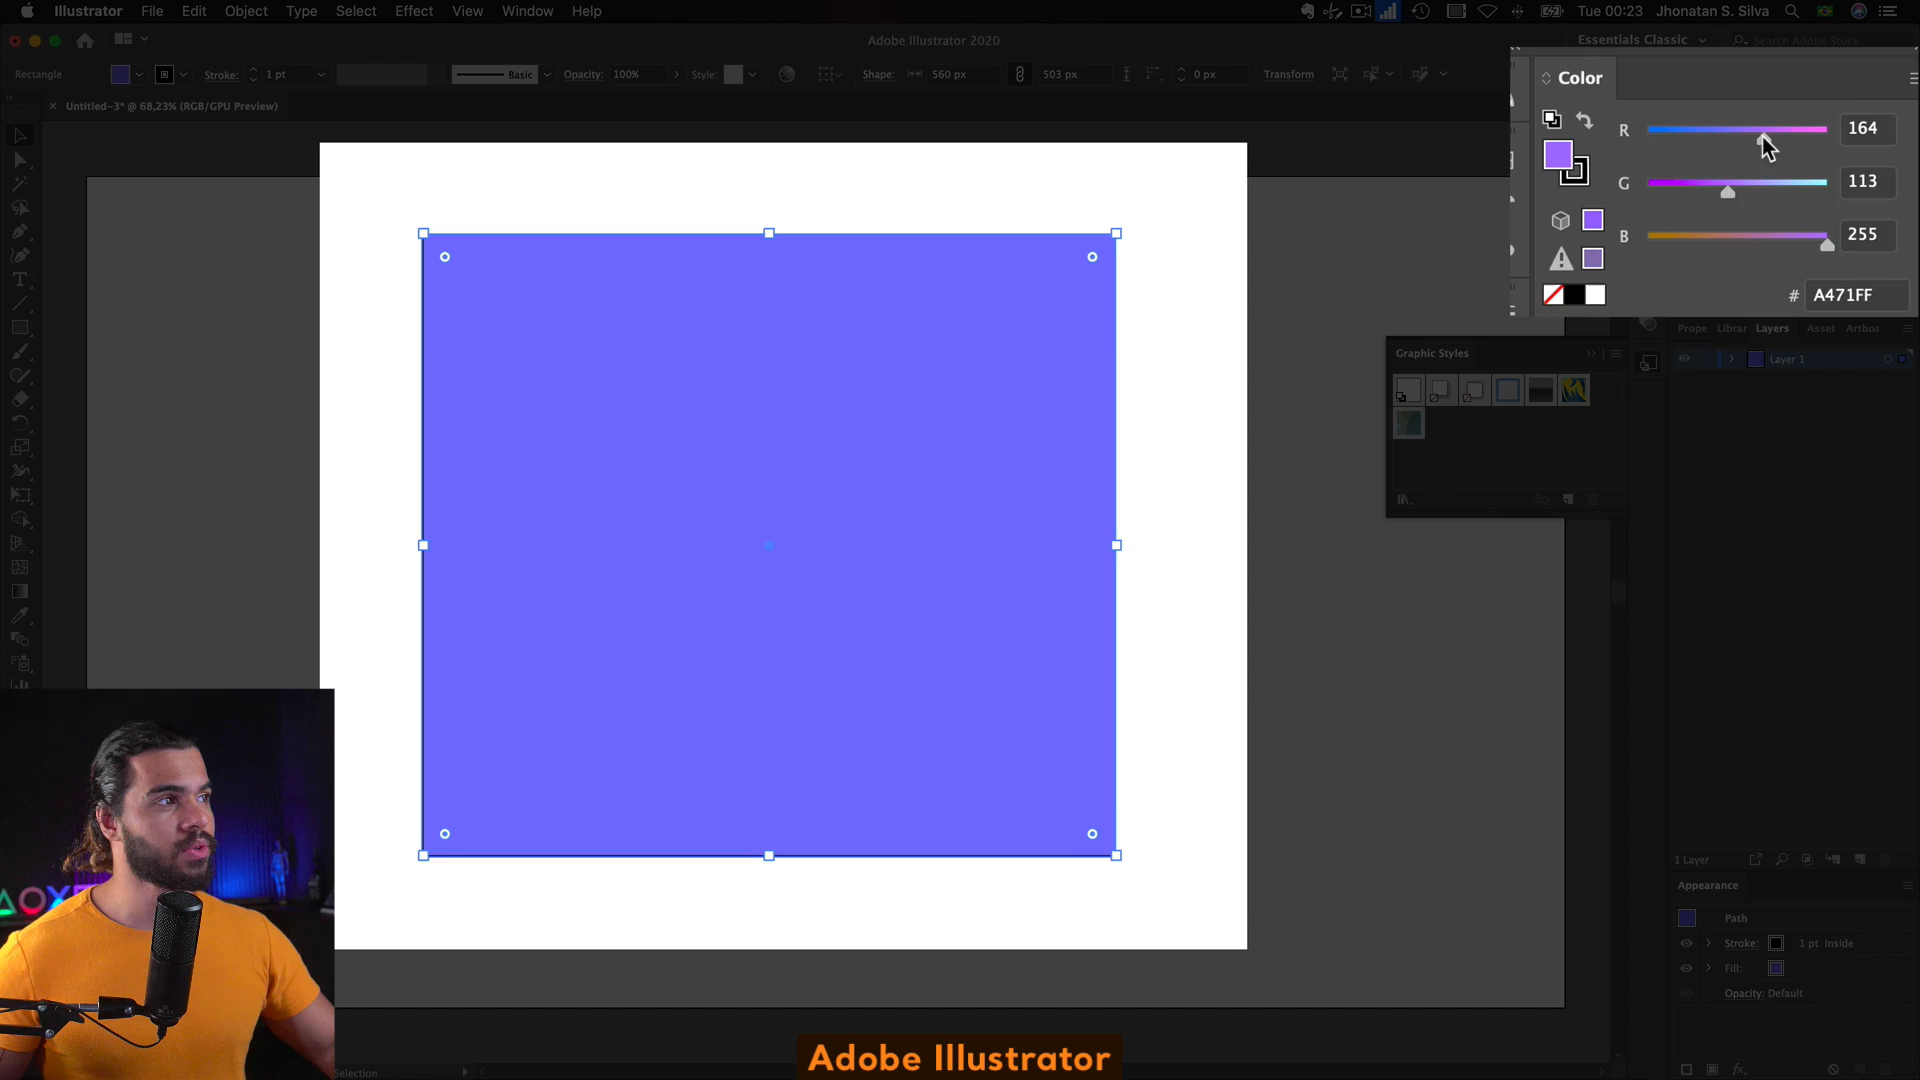 Illustrator File Edit Object Type Select Effect View Window Help
Tue 00:23 Jhonatan S. Silva
Adobe Illustrator 2020
Essentials Classic
Search Adobe Stock
Rectangle
Stroke: 1 pt
Basic
Opacity: 100%
Style:
Shape: 560 px
503 px
0 px
Transform
Untitled-3* @ 68,23% (RGB/GPU Preview)
Color
R 164
G 113
B 255
# A471FF
Prope Librar Layers Asset Artboa
Graphic Styles
Layer 1
1 Layer
Appearance
Path
Stroke: 1 pt Inside
Fill:
Opacity: Default
Selection
Adobe Illustrator